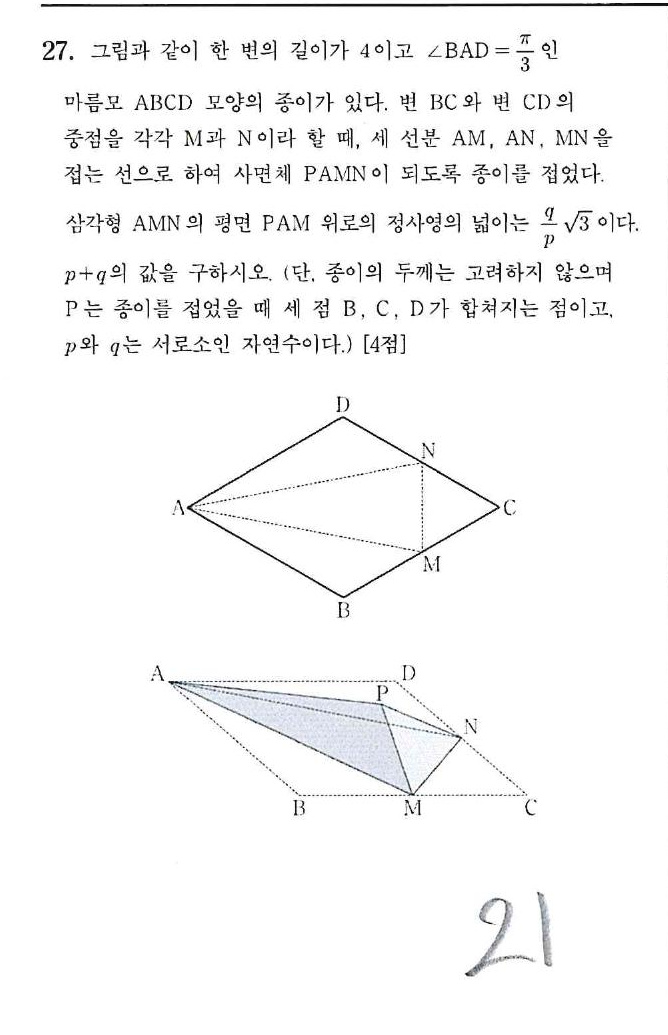 27. 그림과 같이 한 변의 길이가 4이고 ∠BAD = π/3 인
마름모 ABCD 모양의 종이가 있다. 변 BC와 변 CD의
중점을 각각 M과 N이라 할 때, 세 선분 AM, AN, MN을
접는 선으로 하여 사면체 PAMN이 되도록 종이를 접었다.
삼각형 AMN의 평면 PAM 위로의 정사영의 넓이는 q/p √3 이다.
p+q의 값을 구하시오. (단, 종이의 두께는 고려하지 않으며
P는 종이를 접었을 때 세 점 B, C, D가 합쳐지는 점이고,
p와 q는 서로소인 자연수이다.) [4점]
D
N
A
C
M
B
A
D
P
N
B
M
C
21